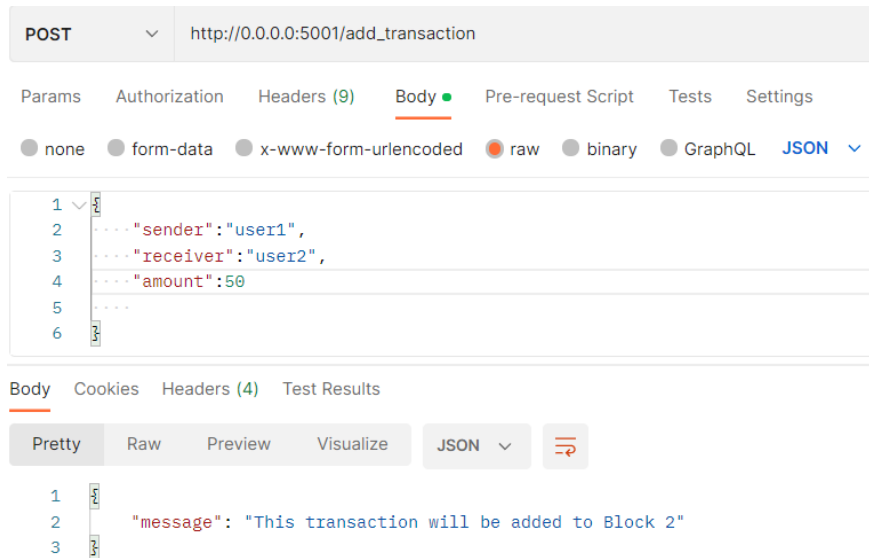 POST http://0.0.0.0:5001/add_transaction
Params Authorization Headers (9) Body Pre-request Script Tests Settings
none form-data x-www-form-urlencoded raw binary GraphQL JSON
1 {
2 "sender":"user1",
3 "receiver":"user2",
4 "amount":50
5
6 }
Body Cookies Headers (4) Test Results
Pretty Raw Preview Visualize JSON
1 {
2 "message": "This transaction will be added to Block 2"
3 }